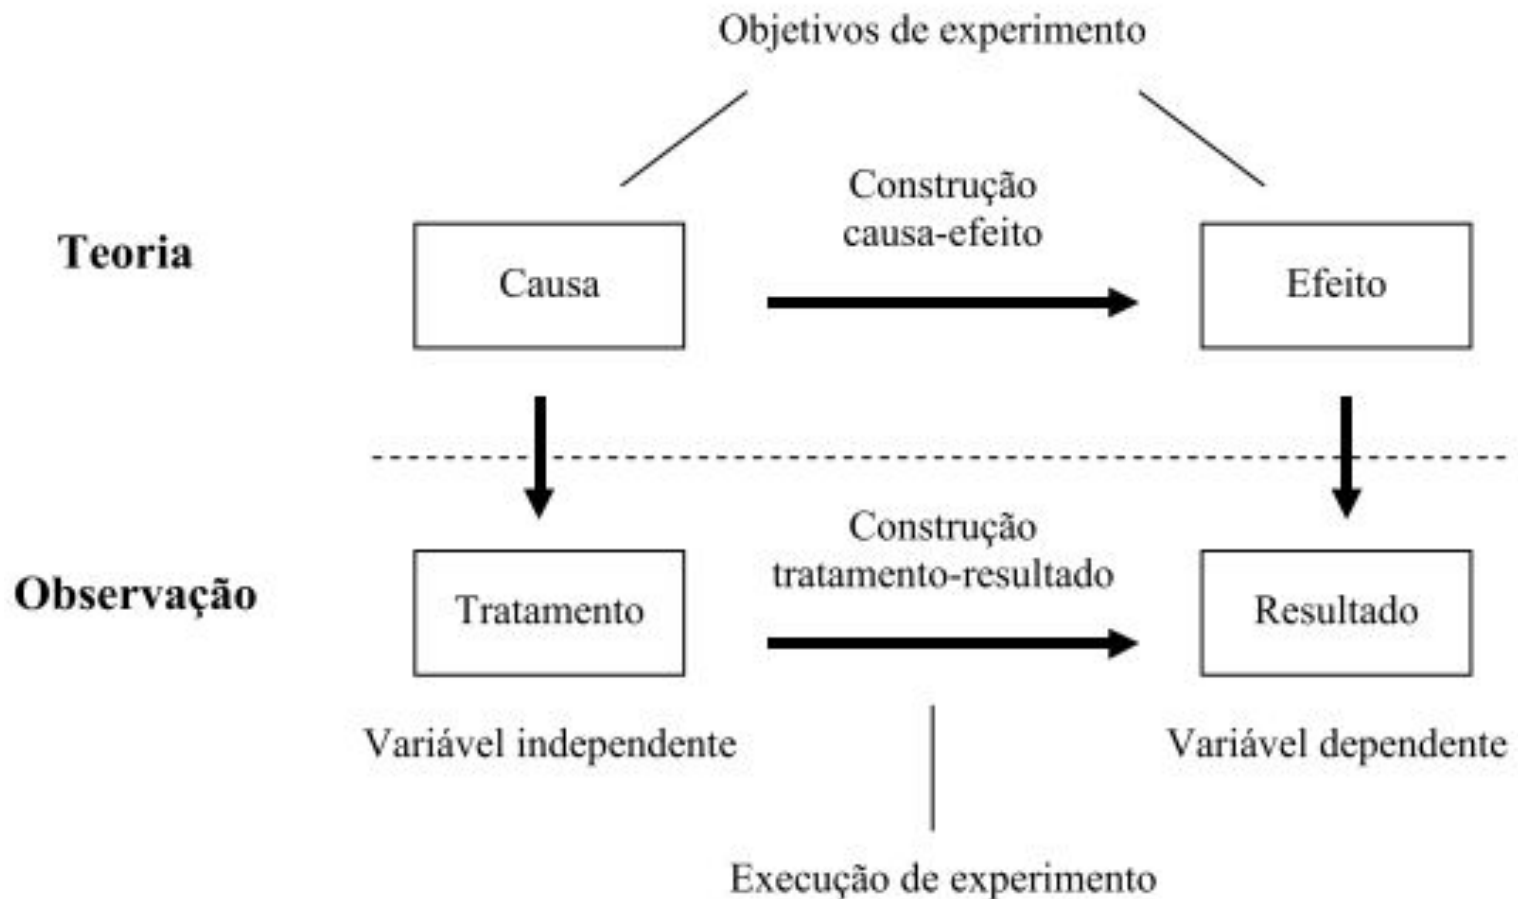 Objetivos de experimento
Construção
causa-efeito
Teoria
Causa
Efeito
Construção
tratamento-resultado
Observação
Tratamento
Resultado
Variável independente
Variável dependente
Execução de experimento